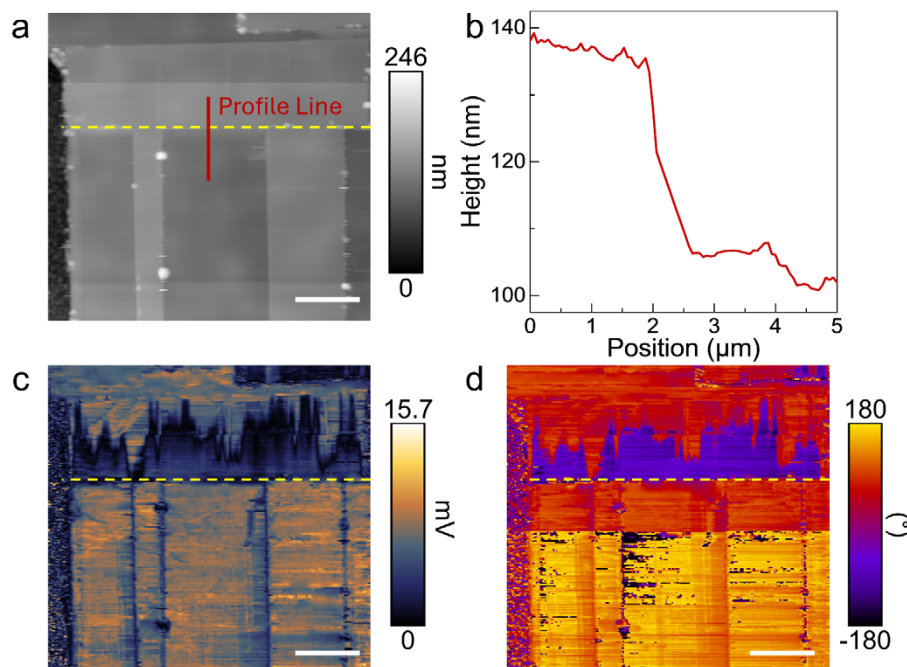 a
246
Profile Line
nm
0
b
140
120
100
Height (nm)
0
1
2
3
4
5
Position (μm)
c
15.7
mV
0
d
180
(°)
-180